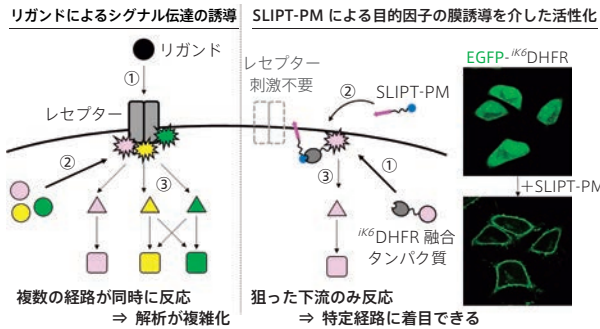 リガンドによるシグナル伝達の誘導
リガンド
①
レセプター
②
③
複数の経路が同時に反応
⇒ 解析が複雑化
SLIPT-PM による目的因子の膜誘導を介した活性化
レセプター
刺激不要
②
SLIPT-PM
③
①
iK6DHFR 融合
タンパク質
狙った下流のみ反応
⇒ 特定経路に着目できる
EGFP-iK6DHFR
+SLIPT-PM